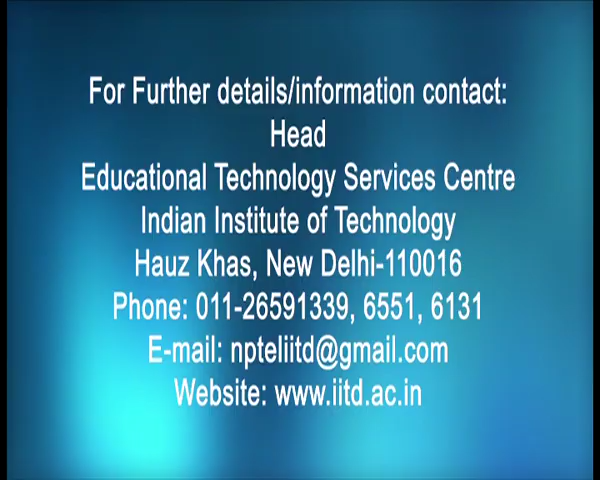 For Further details/information contact:
Head
Educational Technology Services Centre
Indian Institute of Technology
Hauz Khas, New Delhi-110016
Phone: 011-26591339, 6551, 6131
E-mail: npteliitd@gmail.com
Website: www.iitd.ac.in